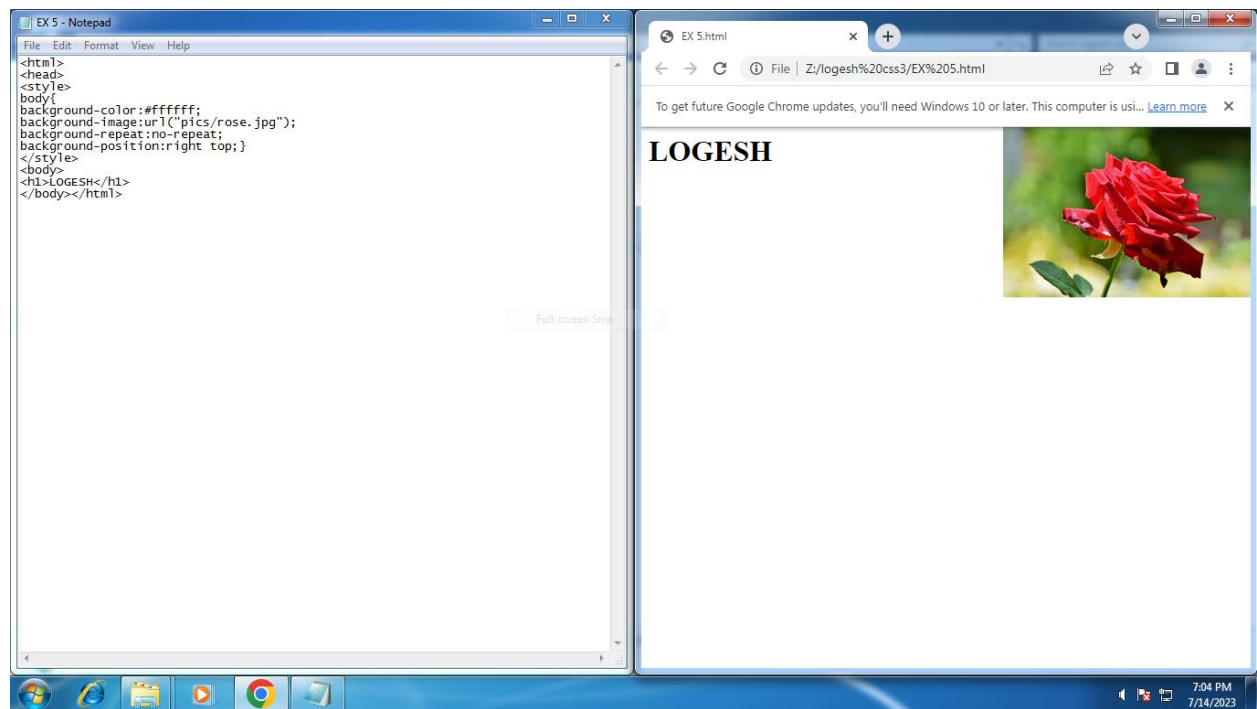 EX 5 - Notepad
File Edit Format View Help
<html>
<head>
<style>
body{
background-color:#ffffff;
background-image:url("pics/rose.jpg");
background-repeat:no-repeat;
background-position:right top;}
</style>
<body>
<h1>LOGESH</h1>
</body></html>
Full-screen Snip
EX 5.html
File | Z:/logesh%20css3/EX%205.html
To get future Google Chrome updates, you'll need Windows 10 or later. This computer is usi... Learn more
LOGESH
7:04 PM
7/14/2023